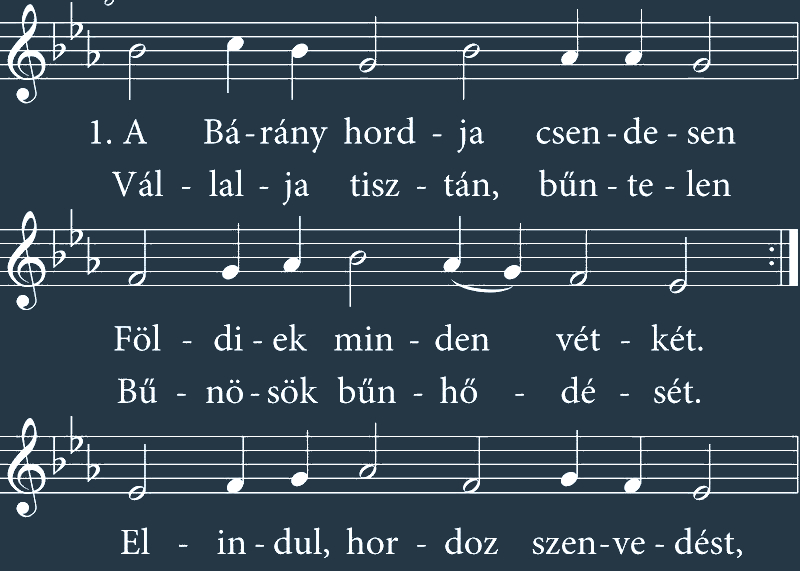 1. A Bá - rány hord - ja csen - de - sen
Vál - lal - ja tisz - tán, bűn - te - len
Föl - di - ek min - den vét - két.
Bű - nö - sök bűn - hő - dé - sét.
El - in - dul, hor - doz szen - ve - dést,